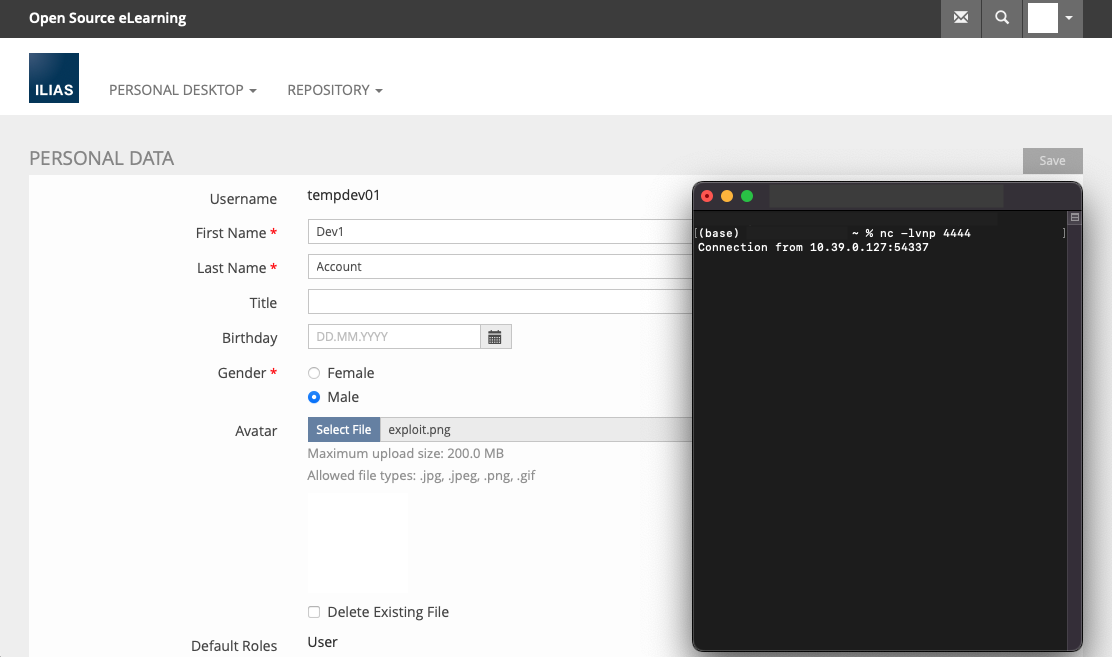 Open Source eLearning
ILIAS
PERSONAL DESKTOP
REPOSITORY
PERSONAL DATA
Save
Username
tempdev01
First Name *
Dev1
Last Name *
Account
Title
Birthday
DD.MM.YYYY
Gender *
Female
Male
Avatar
Select File
exploit.png
Maximum upload size: 200.0 MB
Allowed file types: .jpg, .jpeg, .png, .gif
Delete Existing File
Default Roles
User
[(base) ~ % nc -lvnp 4444 ]
Connection from 10.39.0.127:54337